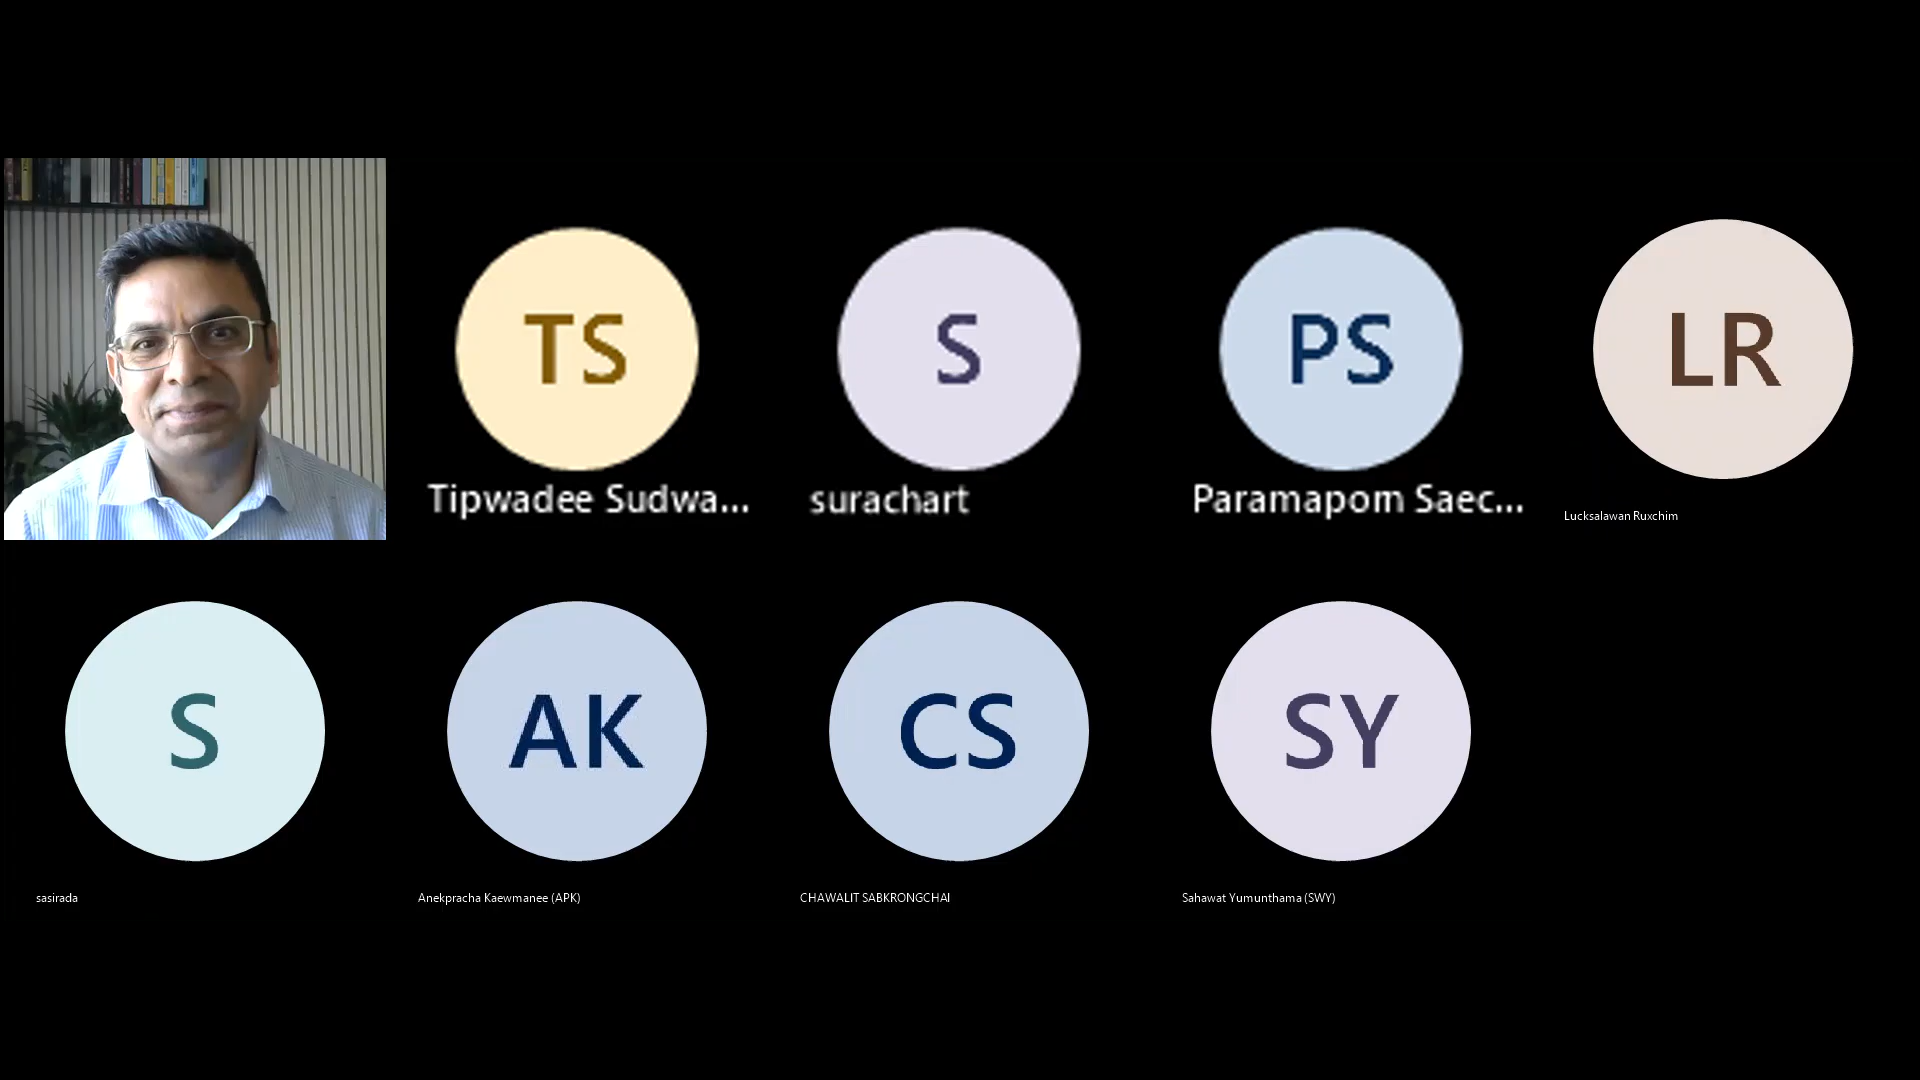 TS
S
PS
LR
Tipwadee Sudwa...
surachart
Paramaporn Saec...
Lucksalawan Ruxchim
S
AK
CS
SY
sasirada
Anekpracha Kaewmanee (APK)
CHAWALIT SABKRONGCHAI
Sahawat Yumunthama (SWY)